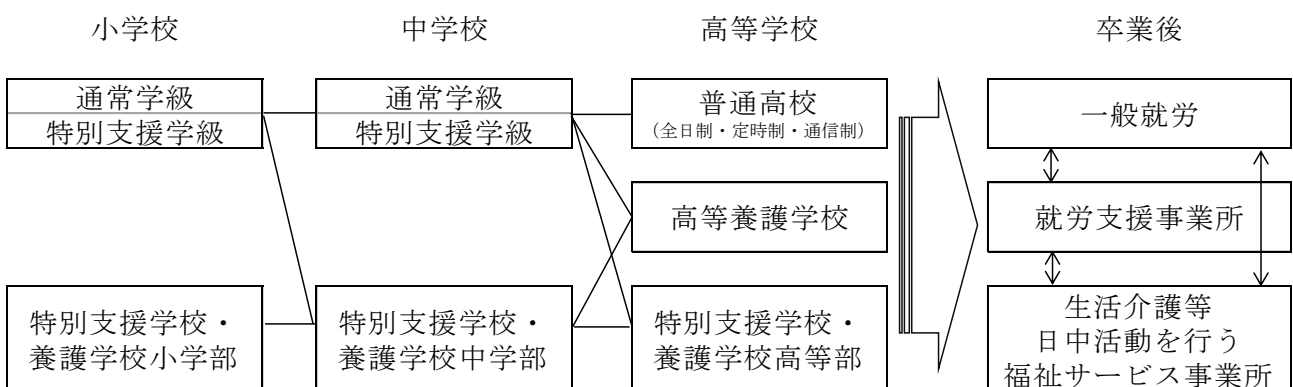 小学校
中学校
高等学校
卒業後
通常学級
特別支援学級
通常学級
特別支援学級
普通高校
（全日制・定時制・通信制）
一般就労
高等養護学校
就労支援事業所
特別支援学校・
養護学校小学部
特別支援学校・
養護学校中学部
特別支援学校・
養護学校高等部
生活介護等
日中活動を行う
福祉サービス事業所